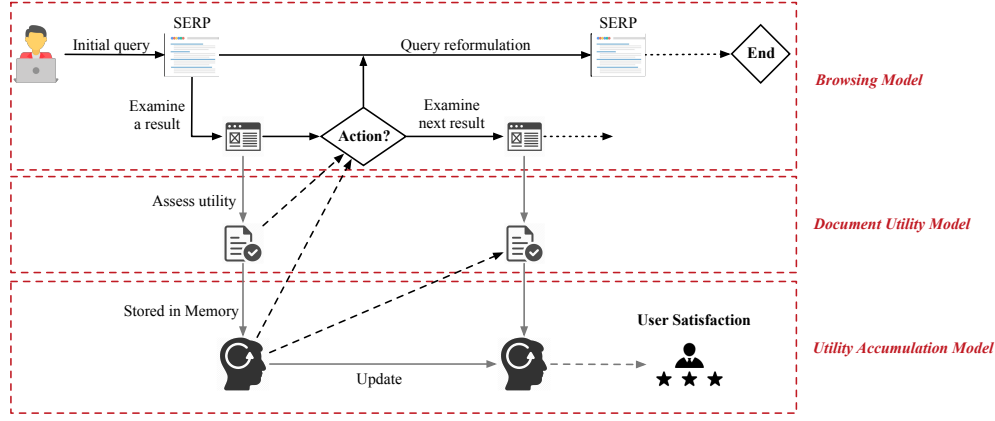 SERP
SERP
Initial query
Query reformulation
End
Browsing Model
Examine
a result
Action?
Examine
next result
Assess utility
Document Utility Model
Stored in Memory
User Satisfaction
Utility Accumulation Model
Update